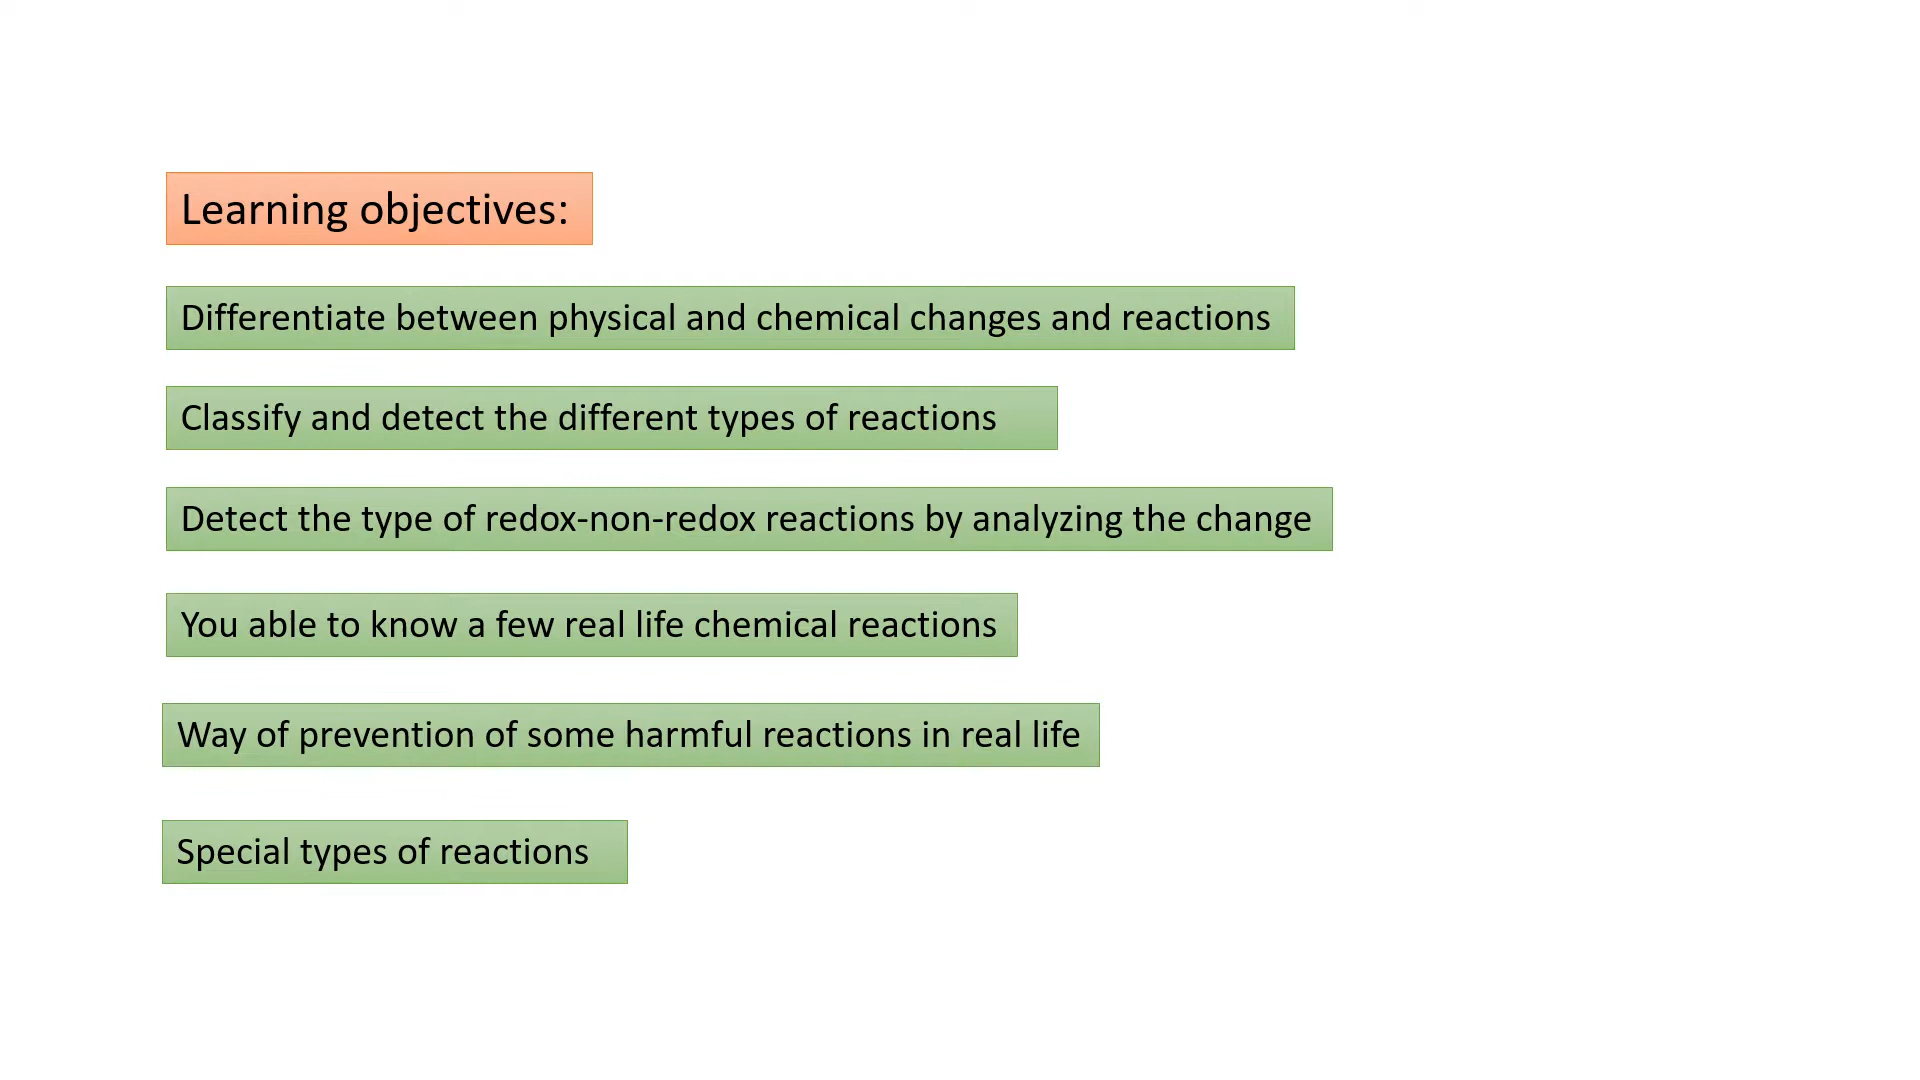 Learning objectives:
Differentiate between physical and chemical changes and reactions
Classify and detect the different types of reactions
Detect the type of redox-non-redox reactions by analyzing the change
You able to know a few real life chemical reactions
Way of prevention of some harmful reactions in real life
Special types of reactions